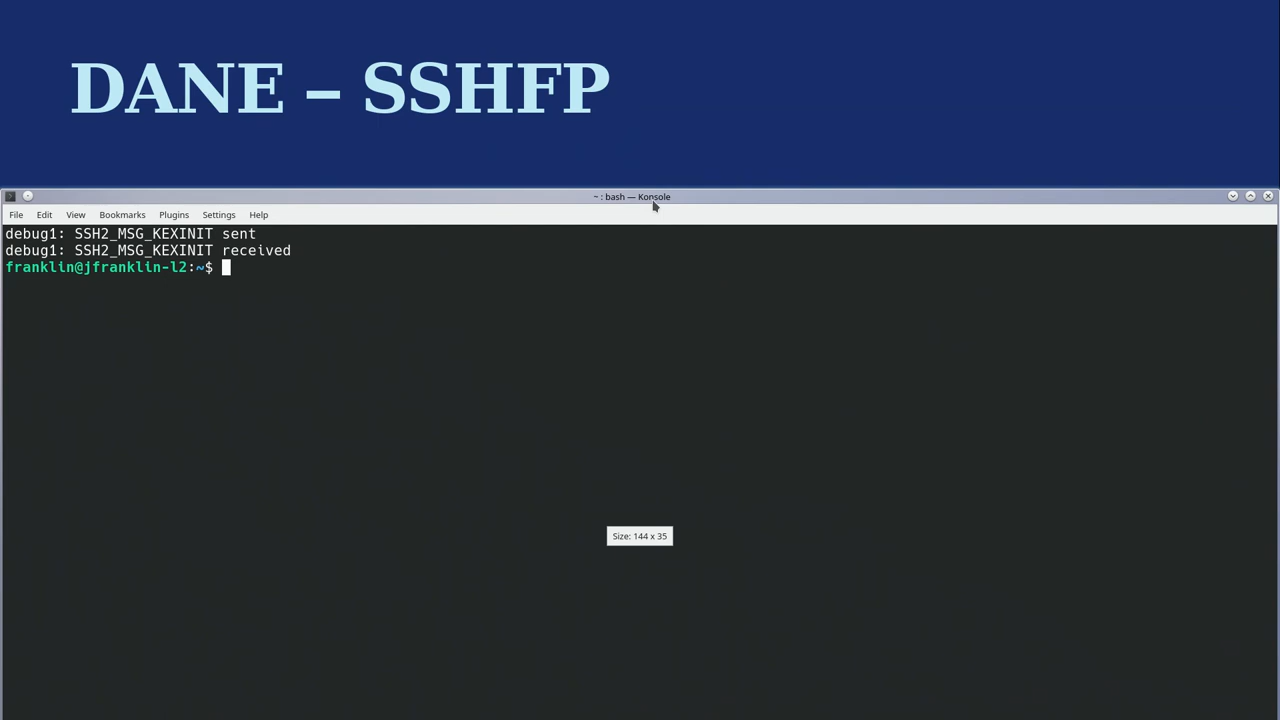 DANE – SSHFP
~ : bash — Konsole
File Edit View Bookmarks Plugins Settings Help
debug1: SSH2_MSG_KEXINIT sent
debug1: SSH2_MSG_KEXINIT received
franklin@jfranklin-l2:~$
Size: 144 x 35